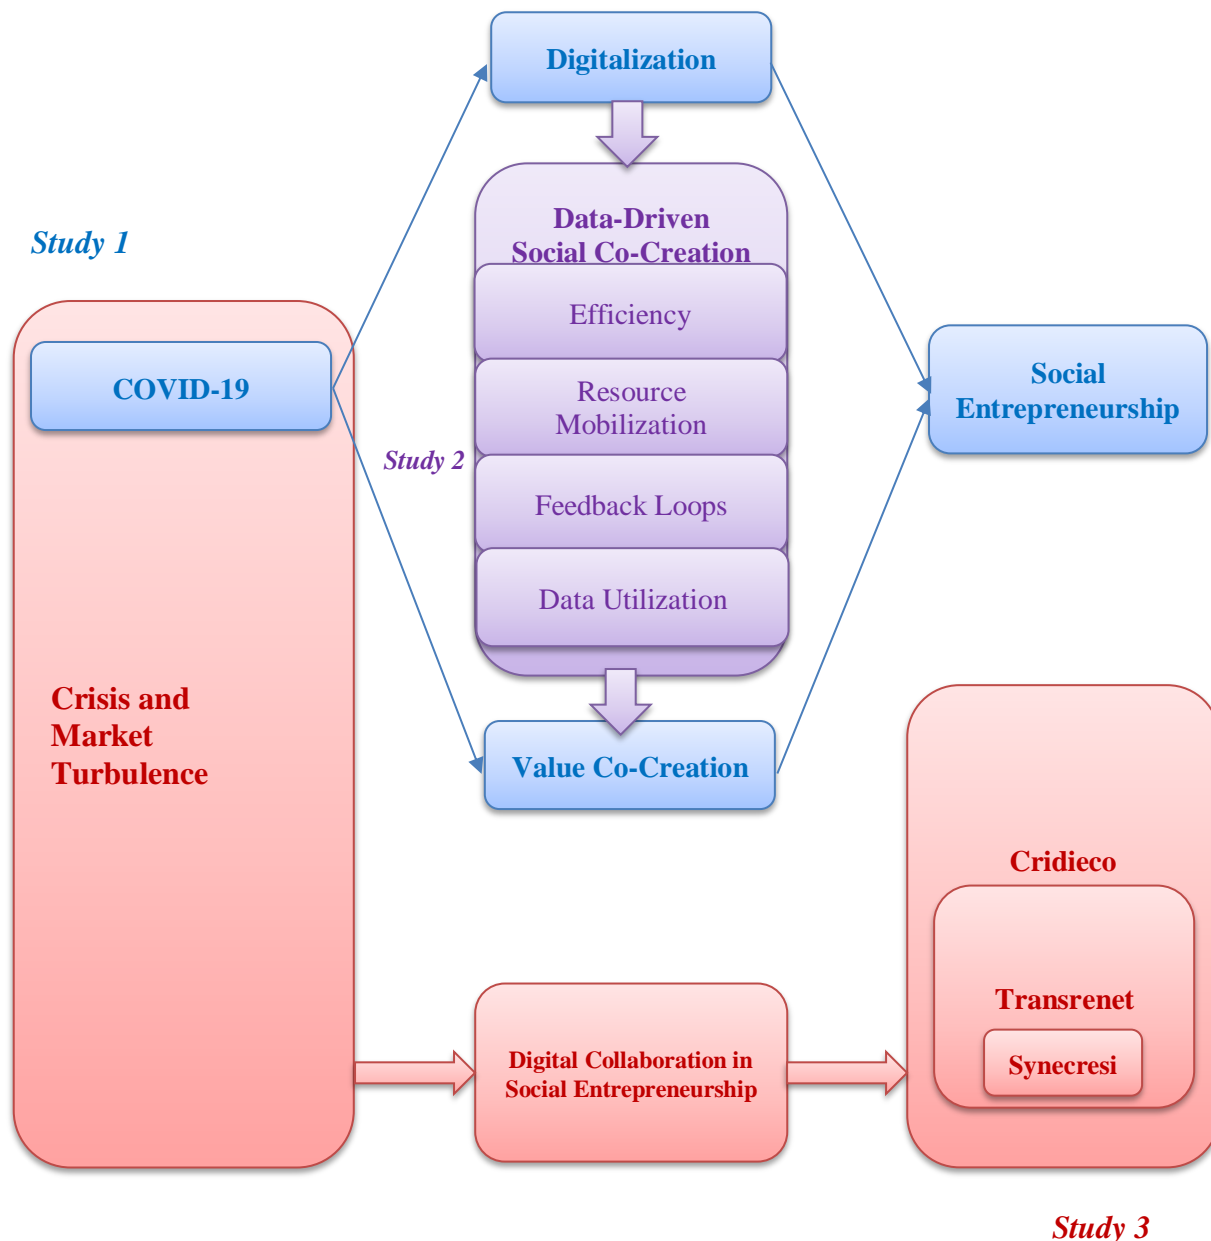 Digitalization
Study 1
Data-Driven
Social Co-Creation
Efficiency
COVID-19
Resource
Mobilization
Social
Entrepreneurship
Study 2
Feedback Loops
Data Utilization
Crisis and
Market
Turbulence
Value Co-Creation
Cridieco
Transrenet
Digital Collaboration in
Social Entrepreneurship
Synecresi
Study 3